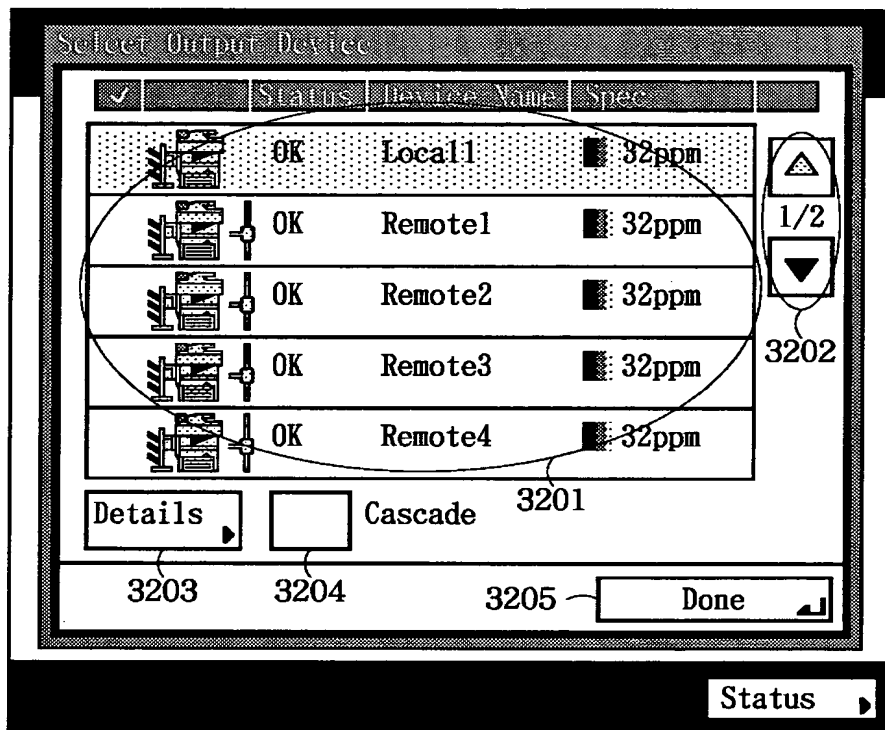 Select Output Device
Status Device Name Spec
OK Local1 32ppm
OK Remote1 32ppm
1/2
OK Remote2 32ppm
3202
OK Remote3 32ppm
OK Remote4 32ppm
3201
Details Cascade
3203 3204 3205 Done
Status